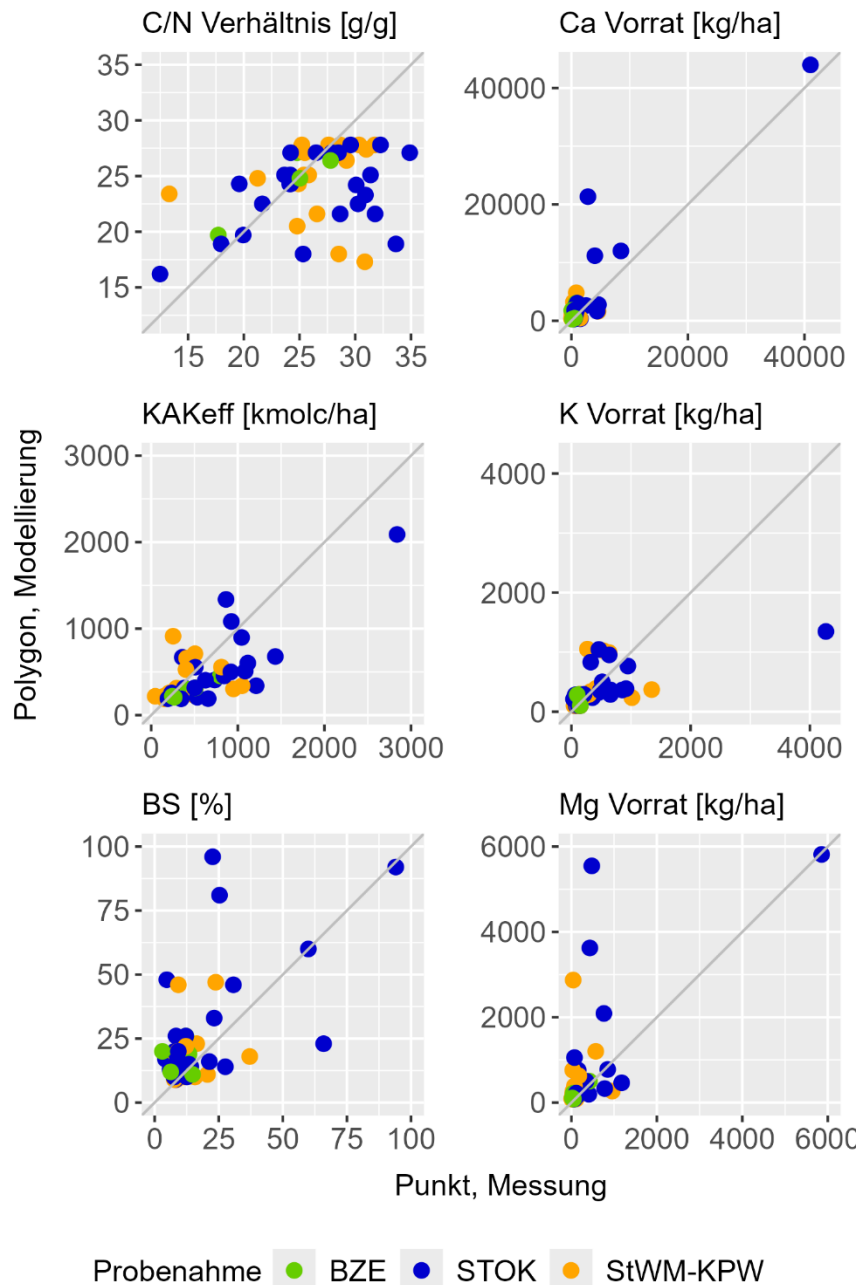 C/N Verhältnis [g/g]
Ca Vorrat [kg/ha]
35
30
25
20
15
15 20 25 30 35
40000
20000
0
0 20000 40000
KAKeff [kmolc/ha]
K Vorrat [kg/ha]
3000
2000
1000
0
0 1000 2000 3000
4000
2000
0
0 2000 4000
Polygon, Modellierung
BS [%]
Mg Vorrat [kg/ha]
100
75
50
25
0
0 25 50 75 100
6000
4000
2000
0
0 2000 4000 6000
Punkt, Messung
Probenahme BZE STOK StWM-KPW